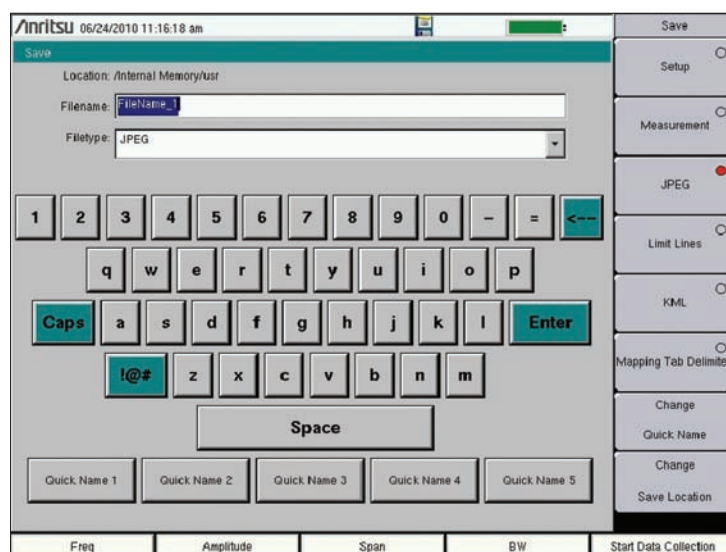 Anritsu 06/24/2010 11:16:18 am
Save
Save
Location: /Internal Memory/usr
Filename: FileName_1
Filetype: JPEG
1 2 3 4 5 6 7 8 9 0 - = <--
q w e r t y u i o p
Caps a s d f g h j k l Enter
!@# z x c v b n m
Space
Quick Name 1 Quick Name 2 Quick Name 3 Quick Name 4 Quick Name 5
Setup
Measurement
JPEG
Limit Lines
KML
Mapping Tab Delimite
Change
Quick Name
Change
Save Location
Freq Amplitude Span BW Start Data Collection